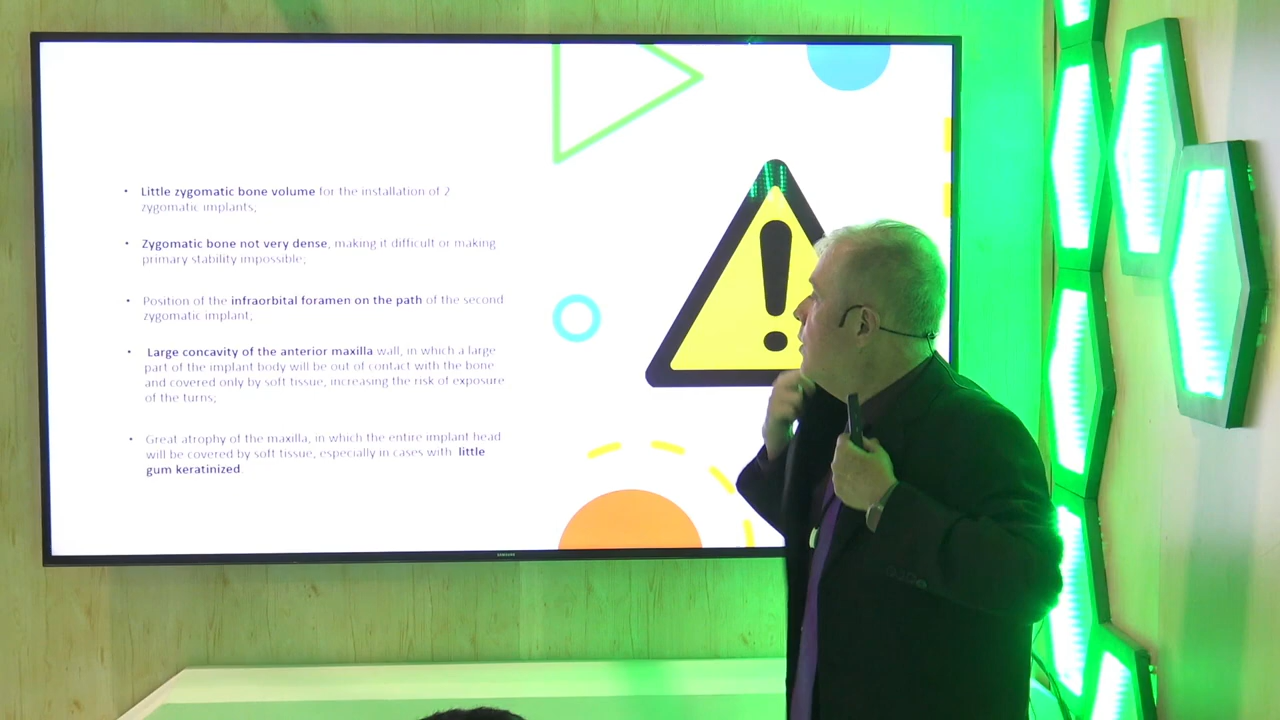 • Little zygomatic bone volume for the installation of 2
zygomatic implants;
• Zygomatic bone not very dense, making it difficult or making
primary stability impossible;
• Position of the infraorbital foramen on the path of the second
zygomatic implant;
• Large concavity of the anterior maxilla wall, in which a large
part of the implant body will be out of contact with the bone
and covered only by soft tissue, increasing the risk of exposure
of the turns;
• Great atrophy of the maxilla, in which the entire implant head
will be covered by soft tissue, especially in cases with little
gum keratinized.
SAMSUNG